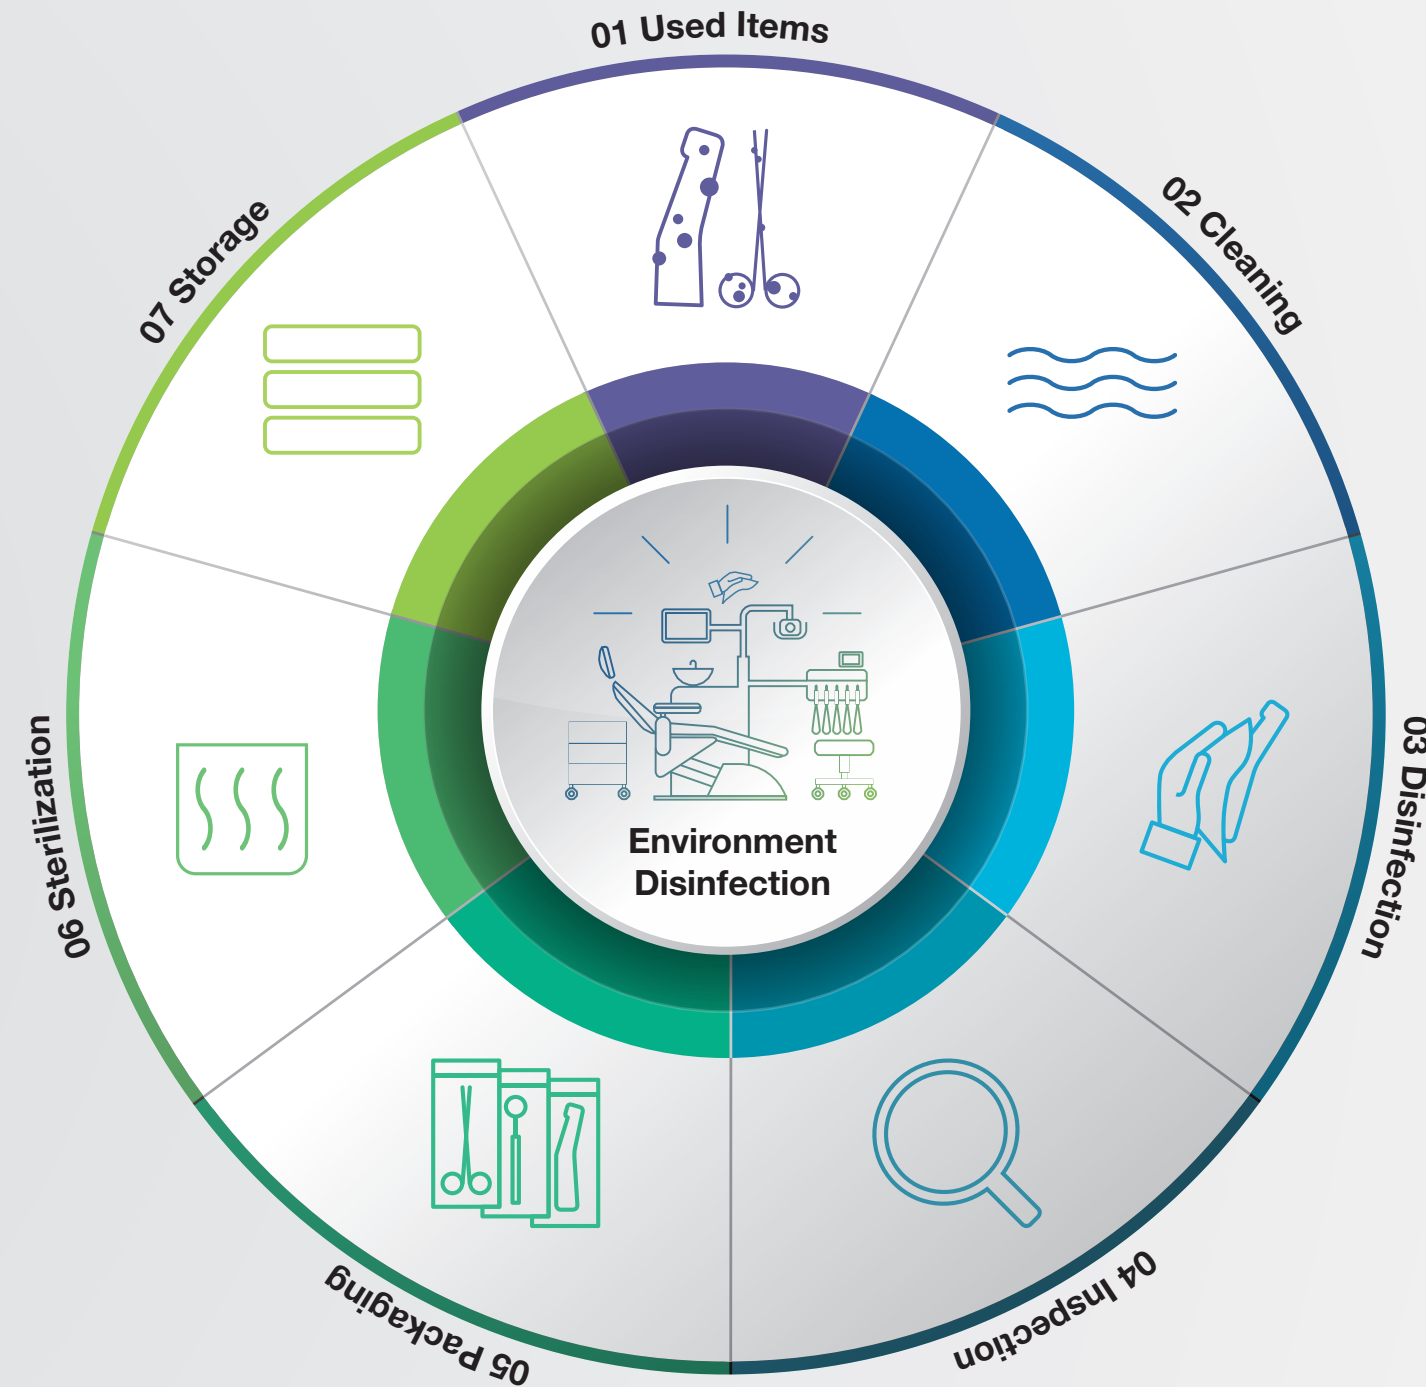 01 Used Items
02 Cleaning
03 Disinfection
04 Inspection
05 Packaging
06 Sterilization
07 Storage
Environment
Disinfection